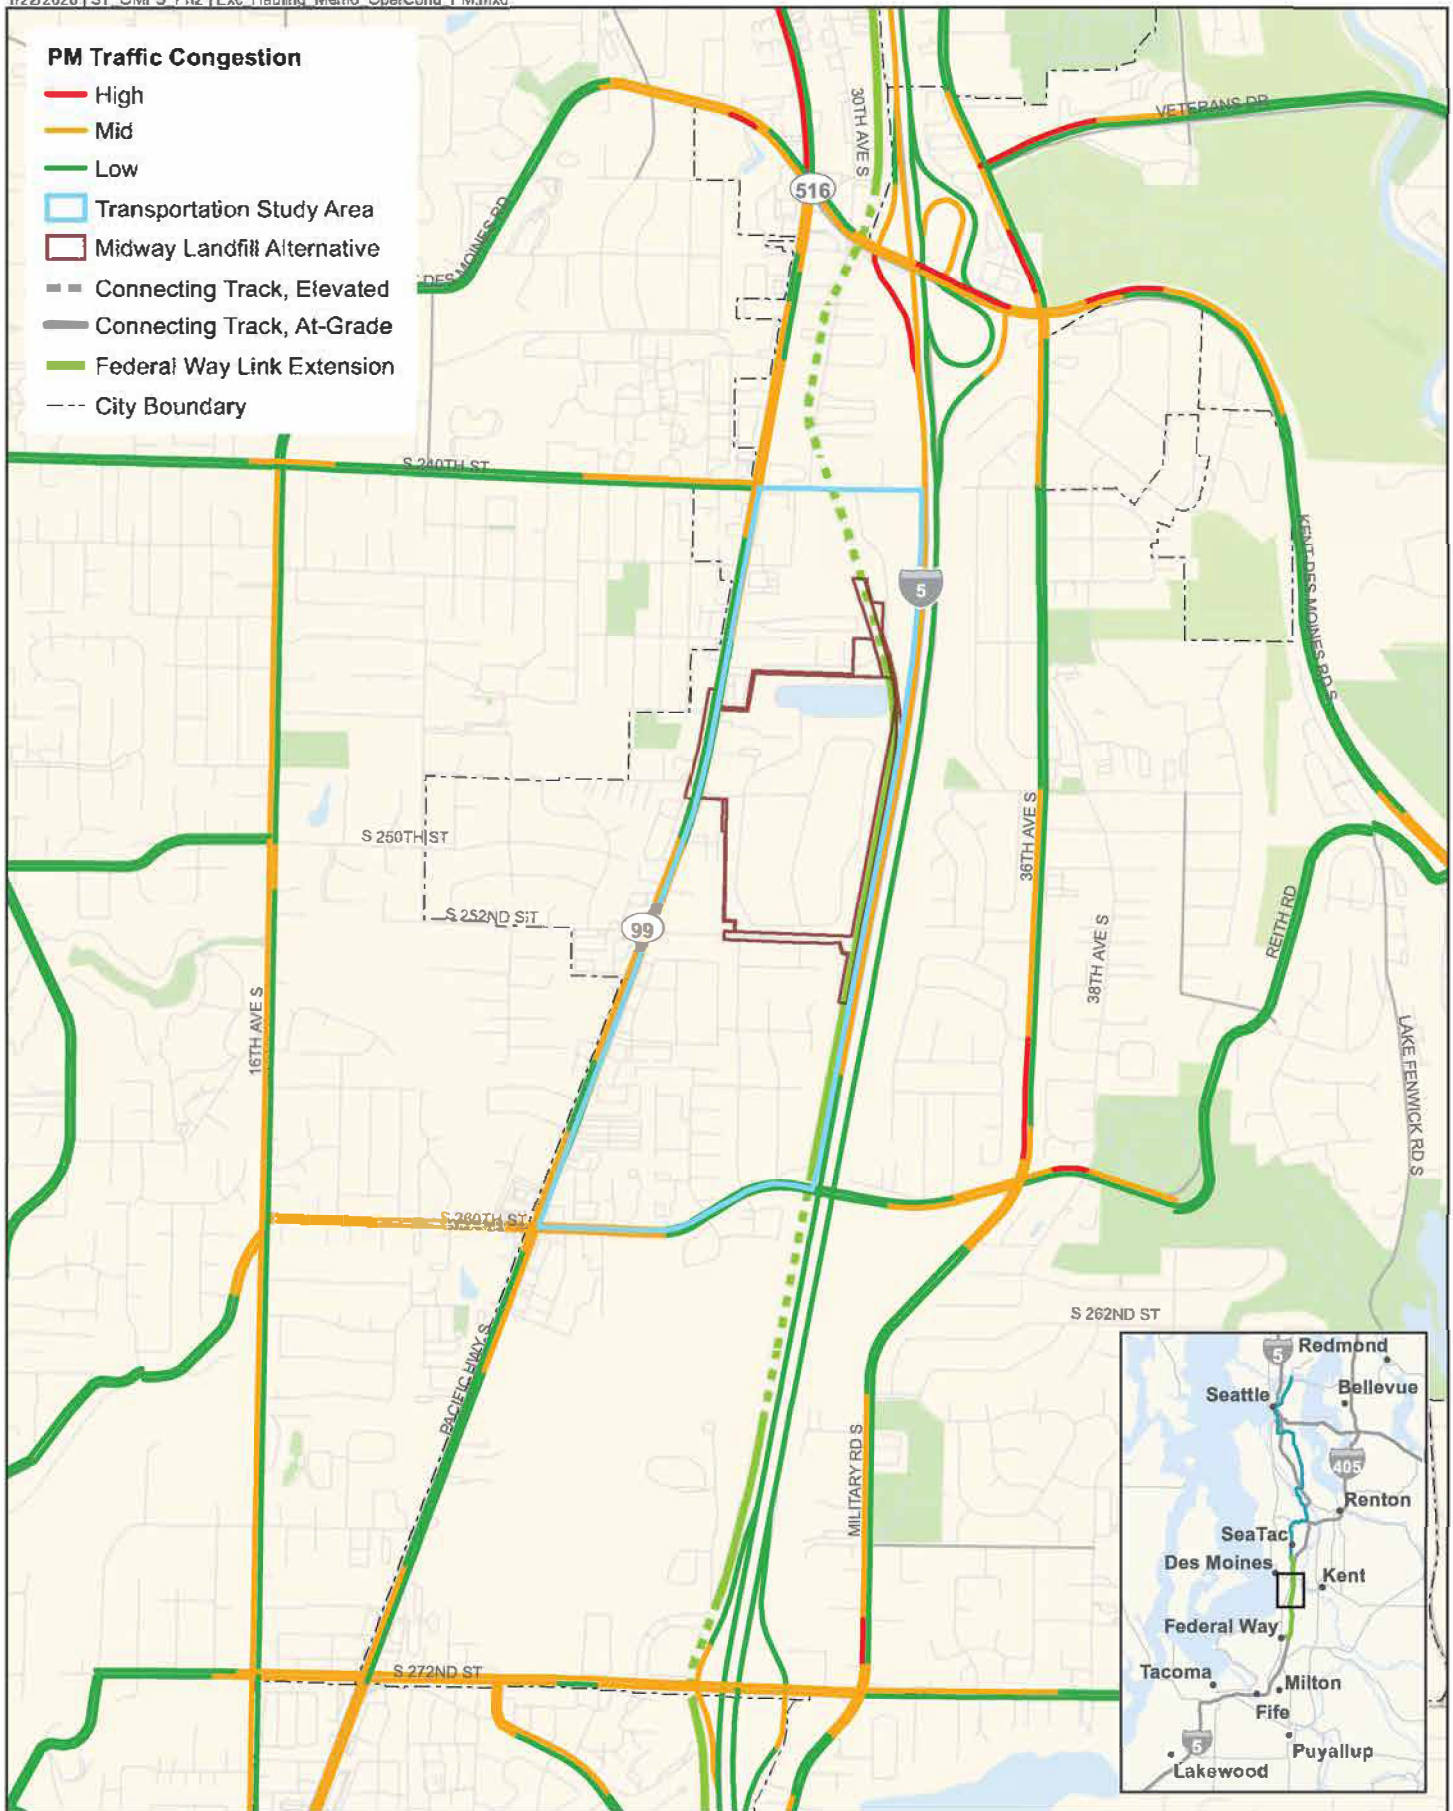 PM Traffic Congestion
High
Mid
Low
Transportation Study Area
Midway Landfill Alternative
Connecting Track, Elevated
Connecting Track, At-Grade
Federal Way Link Extension
City Boundary
30TH AVE S
VETERANS DR
516
DES MOINES RD
S 240TH ST
5
KENT-DES MOINES RD S
S 250TH ST
36TH AVE S
S 252ND ST
99
38TH AVE S
REITH RD
16TH AVE S
LAKE FENWICK RD S
S 260TH ST
S 262ND ST
PACIFIC HWY S
MILITARY RD S
S 272ND ST
5
Redmond
Seattle
Bellevue
405
Renton
SeaTac
Des Moines
Kent
Federal Way
Tacoma
Milton
Fife
5
Puyallup
Lakewood